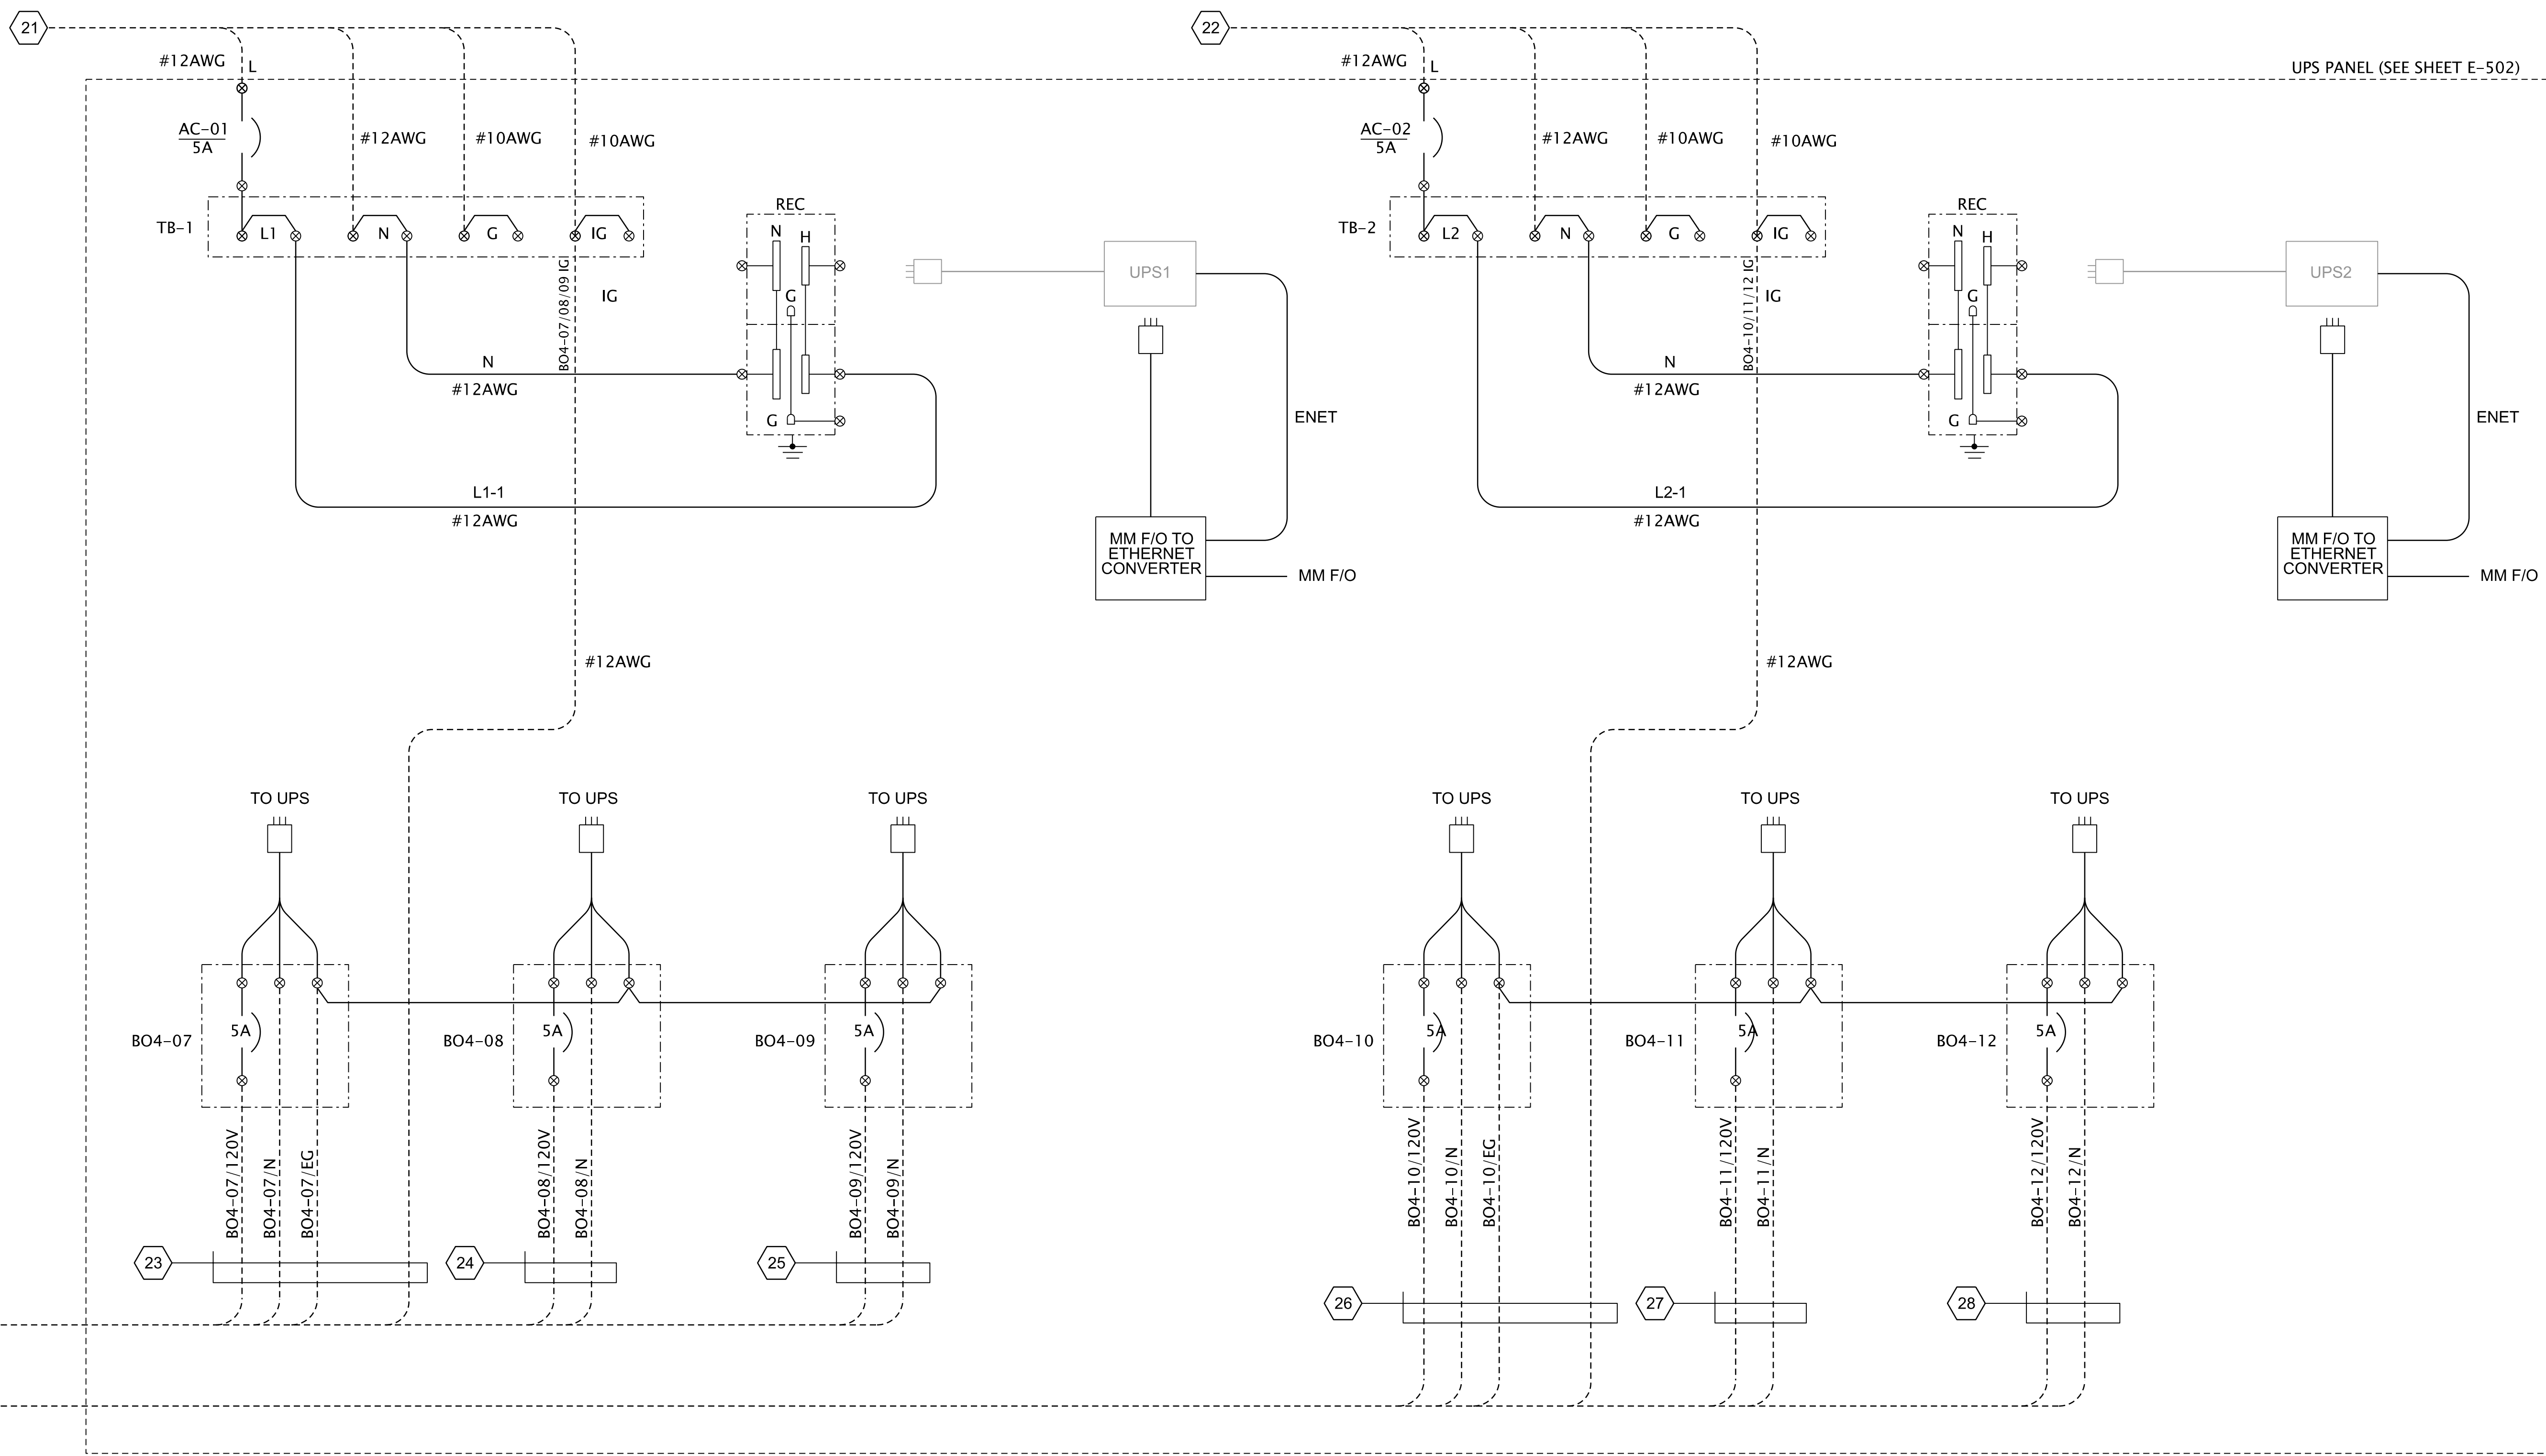 21
22
#12AWG
L
#12AWG
L
UPS PANEL (SEE SHEET E-502)
AC-01
5A
#12AWG
#10AWG
#10AWG
AC-02
5A
#12AWG
#10AWG
#10AWG
TB-1
L1
N
G
IG
REC
N
H
G
G
UPS1
TB-2
L2
N
G
IG
REC
N
H
G
G
UPS2
BO4-07/08/09 IG
IG
BO4-10/11/12 IG
IG
N
#12AWG
N
#12AWG
ENET
ENET
L1-1
#12AWG
L2-1
#12AWG
MM F/O TO
ETHERNET
CONVERTER
MM F/O
MM F/O TO
ETHERNET
CONVERTER
MM F/O
#12AWG
#12AWG
TO UPS
TO UPS
TO UPS
TO UPS
TO UPS
TO UPS
BO4-07
5A
BO4-08
5A
BO4-09
5A
BO4-10
5A
BO4-11
5A
BO4-12
5A
BO4-07/120V
BO4-07/N
BO4-07/EG
BO4-08/120V
BO4-08/N
BO4-09/120V
BO4-09/N
BO4-10/120V
BO4-10/N
BO4-10/EG
BO4-11/120V
BO4-11/N
BO4-12/120V
BO4-12/N
23
24
25
26
27
28